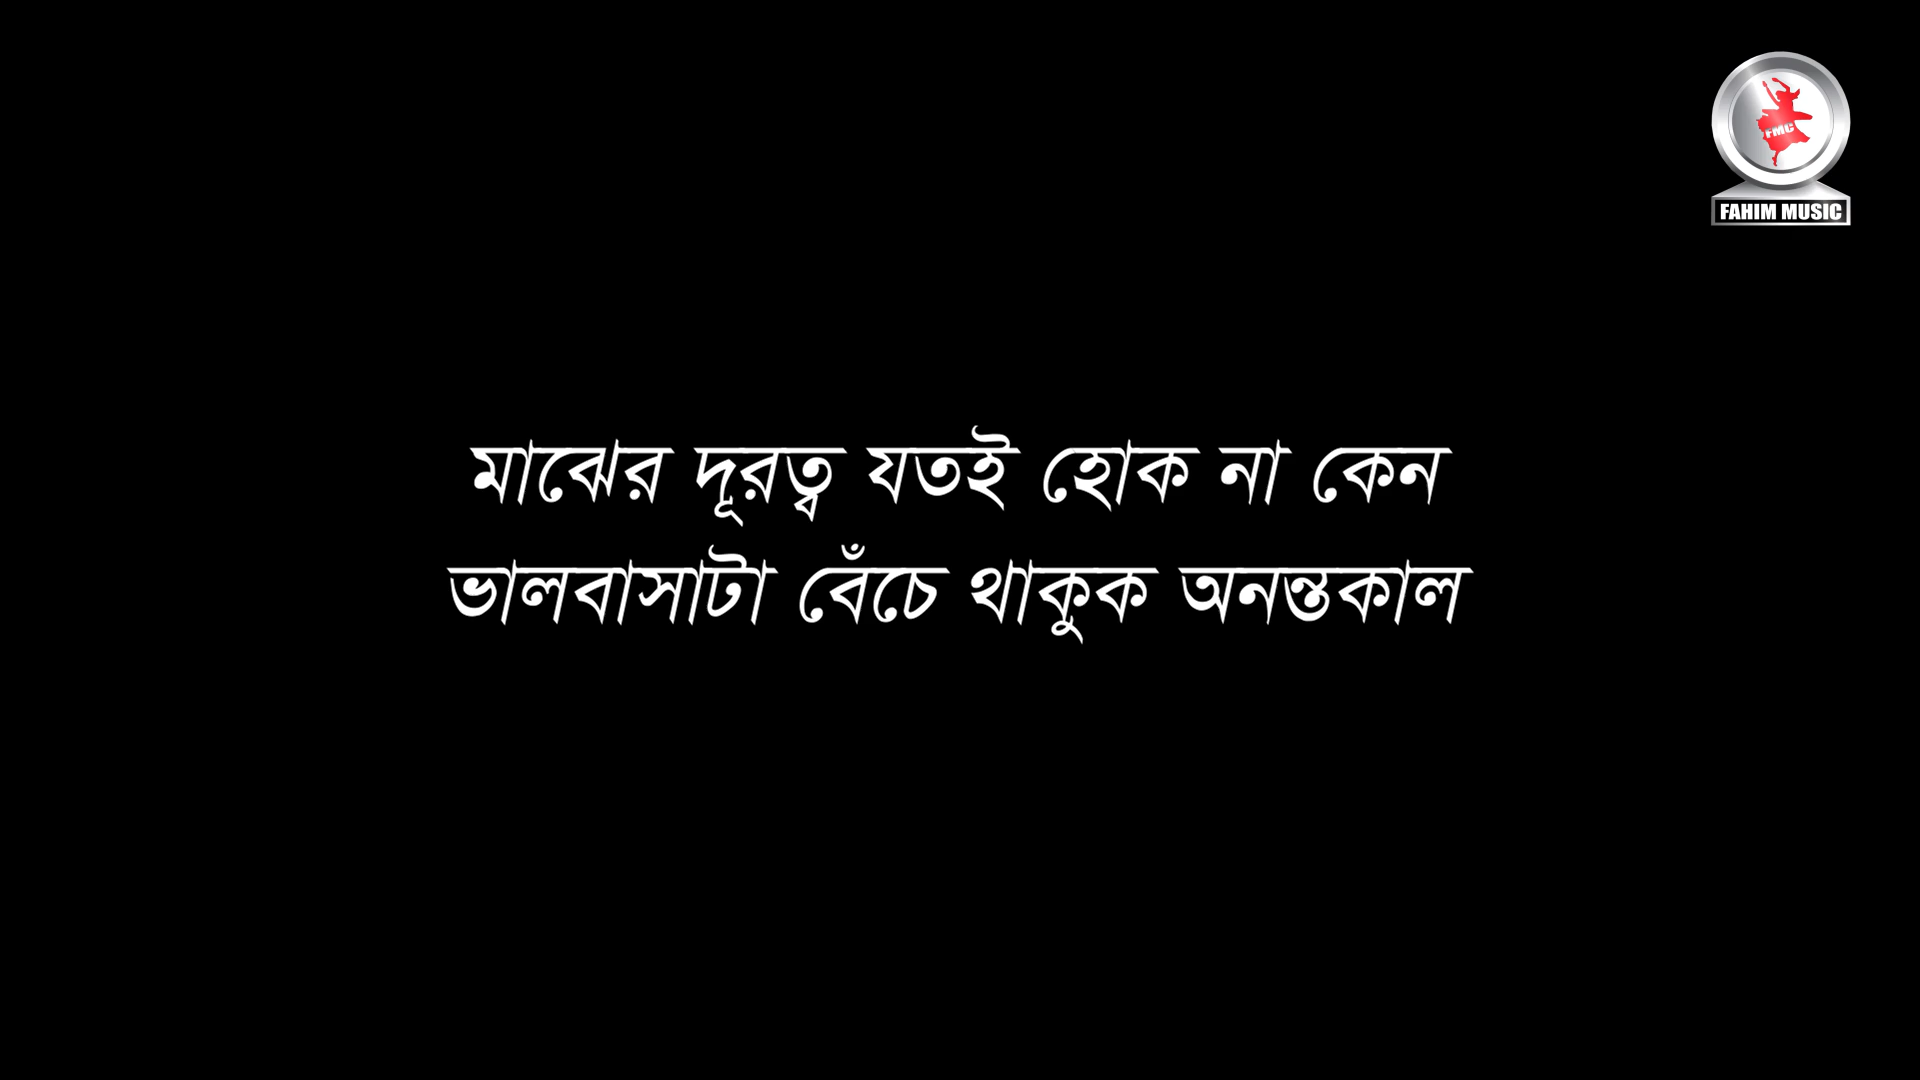 FMC
FAHIM MUSIC
মাঝের দূরত্ব যতই হোক না কেন
ভালবাসাটা বেঁচে থাকুক অনন্তকাল